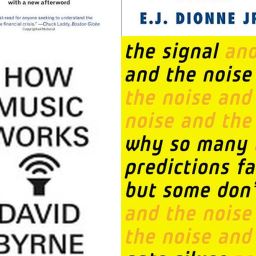 with a new afterword
read for anyone seeking to understand the
financial crisis." —Chuck Leddy, Boston Globe
HOW
MUSIC
WORKS
DAVID
BYRNE
E.J. DIONNE JR
the signal and
and the noise
the noise and
noise and the
why so many
predictions fa
but some don'
and the noise
the noise and
nate silver